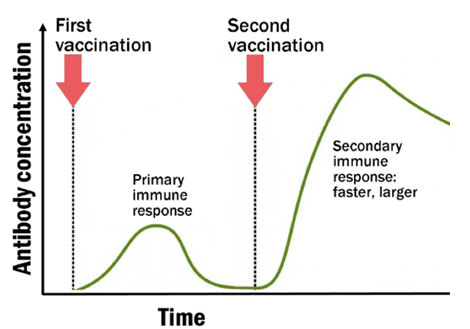 First
vaccination
Second
vaccination
Antibody concentration
Primary
immune
response
Secondary
immune
response:
faster, larger
Time